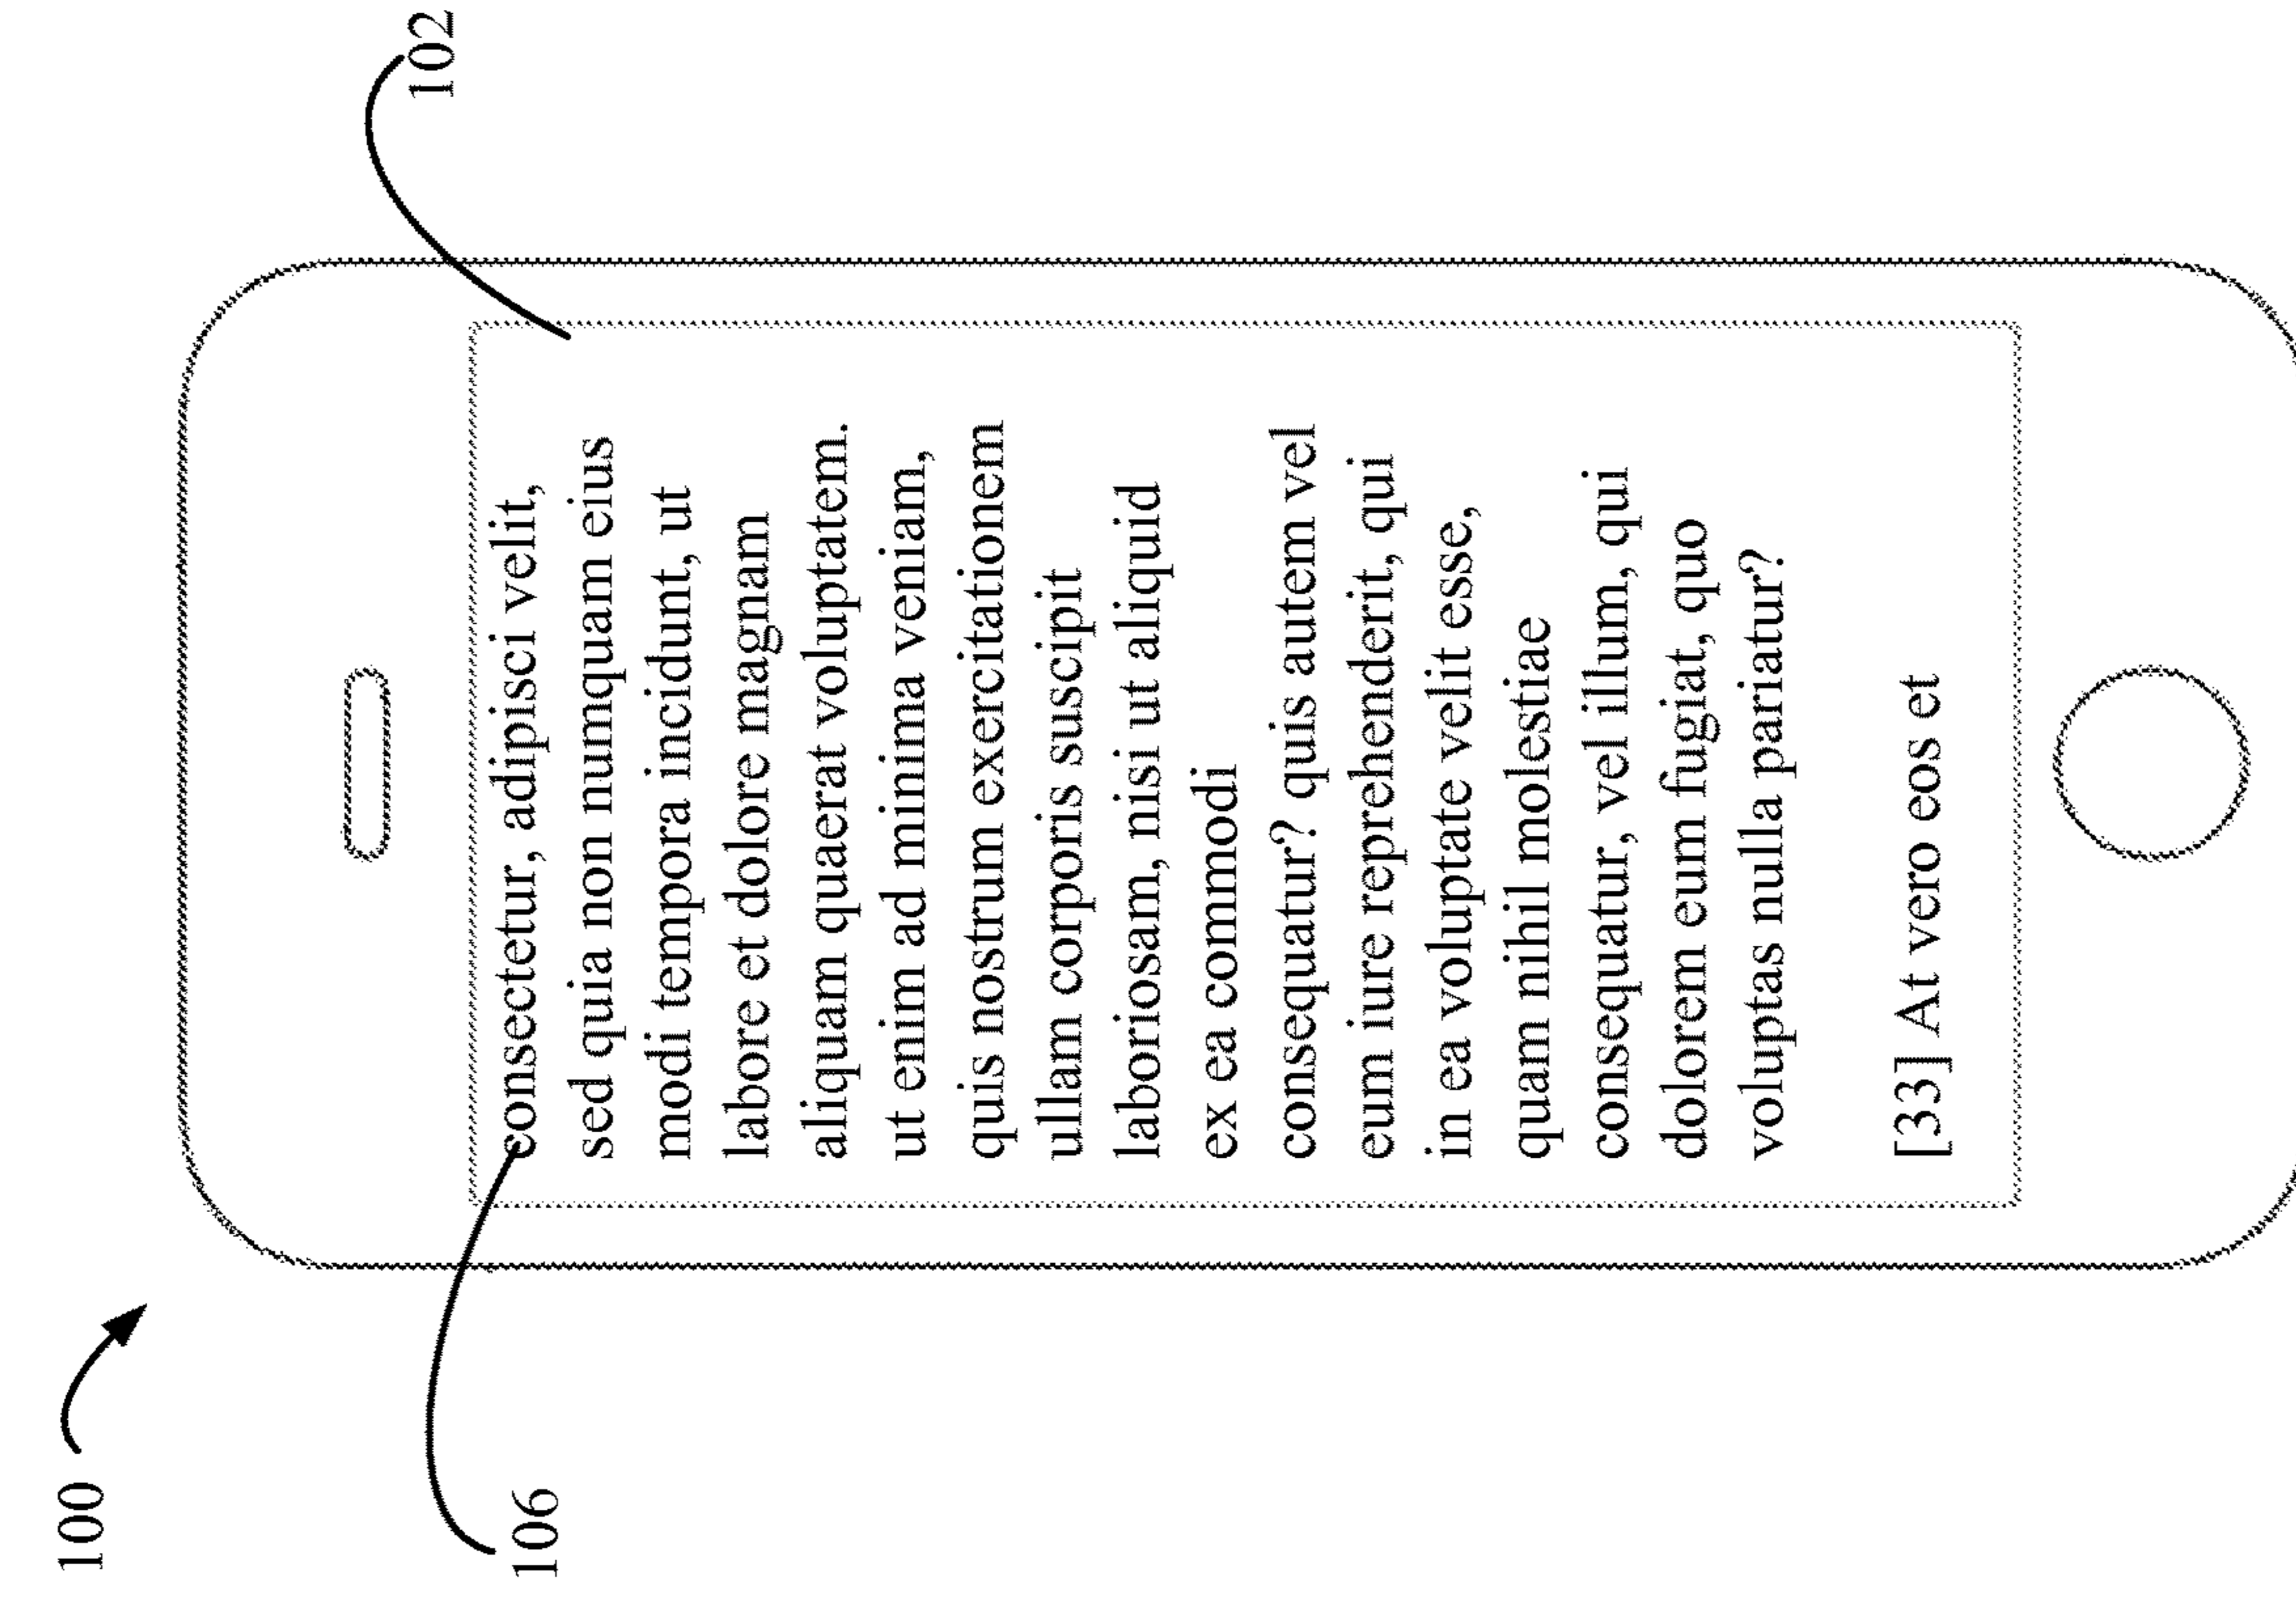 100
102
106
consectetur, adipisci velit,
sed quia non numquam eius
modi tempora incidunt, ut
labore et dolore magnam
aliquam quaerat voluptatem.
ut enim ad minima veniam,
quis nostrum exercitationem
ullam corporis suscipit
laboriosam, nisi ut aliquid
ex ea commodi
consequatur? quis autem vel
eum iure reprehenderit, qui
in ea voluptate velit esse,
quam nihil molestiae
consequatur, vel illum, qui
dolorem eum fugiat, quo
voluptas nulla pariatur?
[33] At vero eos et